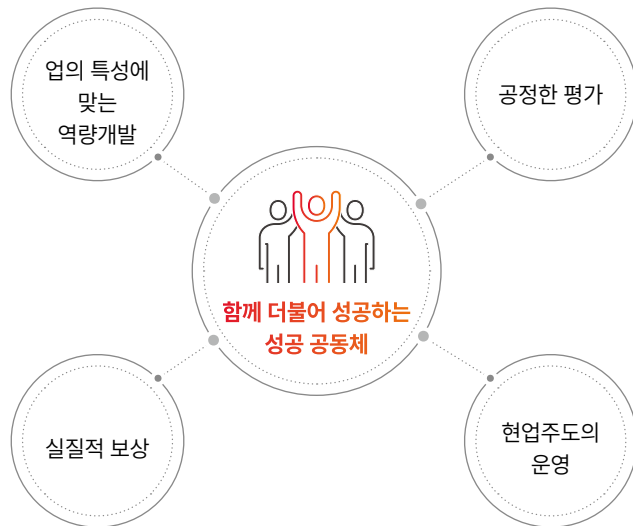 업의 특성에
맞는
역량개발
공정한 평가
함께 더불어 성공하는
성공 공동체
실질적 보상
현업주도의
운영